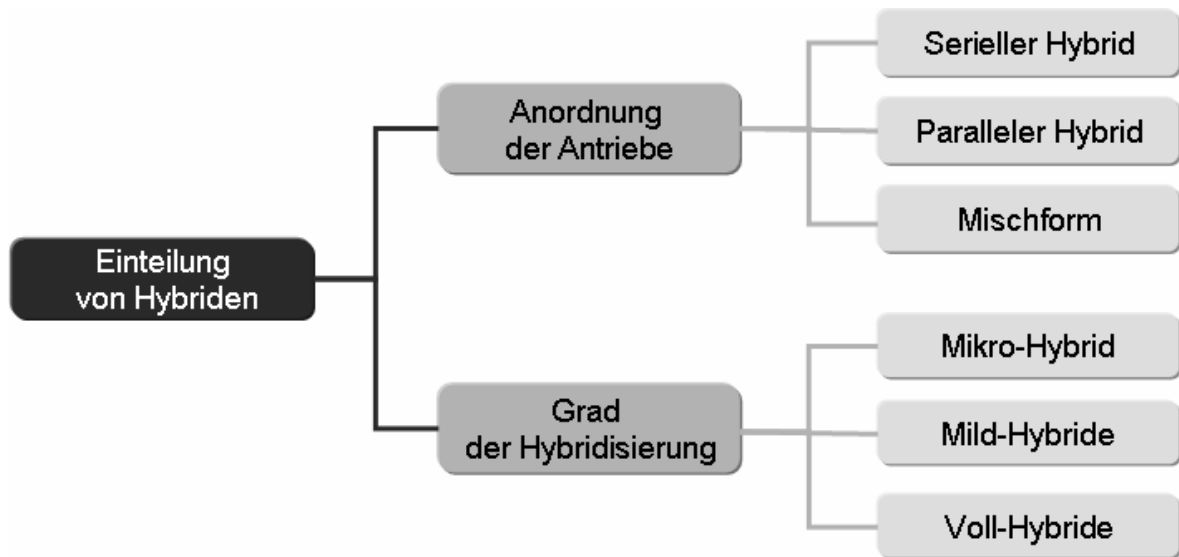 Einteilung
von Hybriden
Anordnung
der Antriebe
Serieller Hybrid
Paralleler Hybrid
Mischform
Grad
der Hybridisierung
Mikro-Hybrid
Mild-Hybride
Voll-Hybride